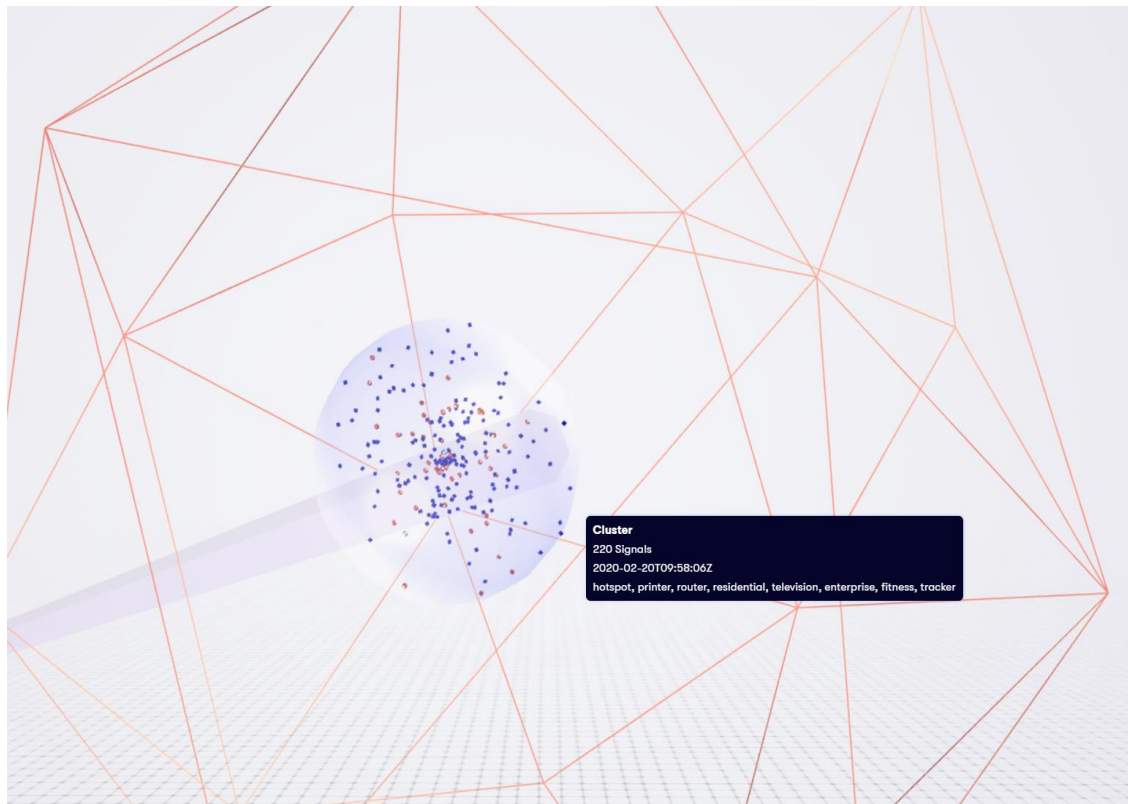 Cluster
220 Signals
2020-02-20T09:58:06Z
hotspot, printer, router, residential, television, enterprise, fitness, tracker